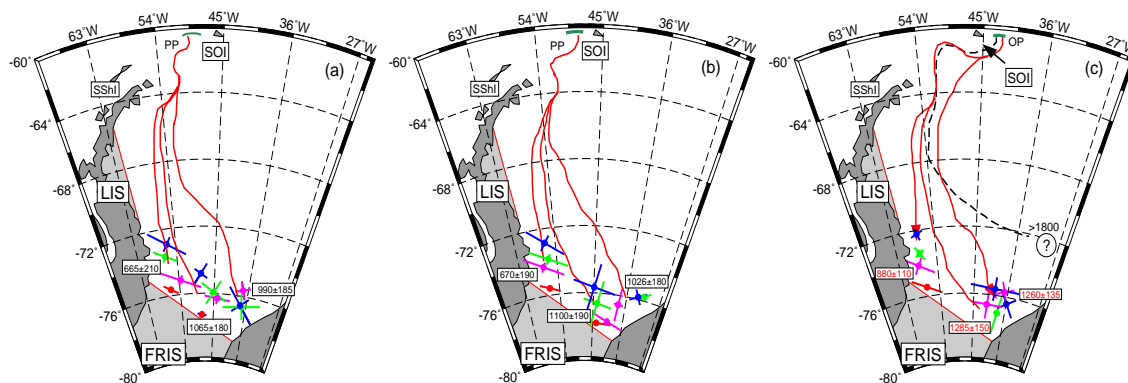 63°W
54°W
45°W
36°W
27°W
-60°
-64°
-68°
-72°
-76°
-80°
PP
SOI
(a)
SShI
LIS
665±210
990±185
1065±180
FRIS
63°W
54°W
45°W
36°W
27°W
-60°
-64°
-68°
-72°
-76°
-80°
PP
SOI
(b)
SShI
LIS
670±190
1026±180
1100±190
FRIS
63°W
54°W
45°W
36°W
27°W
-60°
-64°
-68°
-72°
-76°
-80°
OP
SOI
(c)
SShI
LIS
>1800
?
880±110
1260±135
1285±150
FRIS